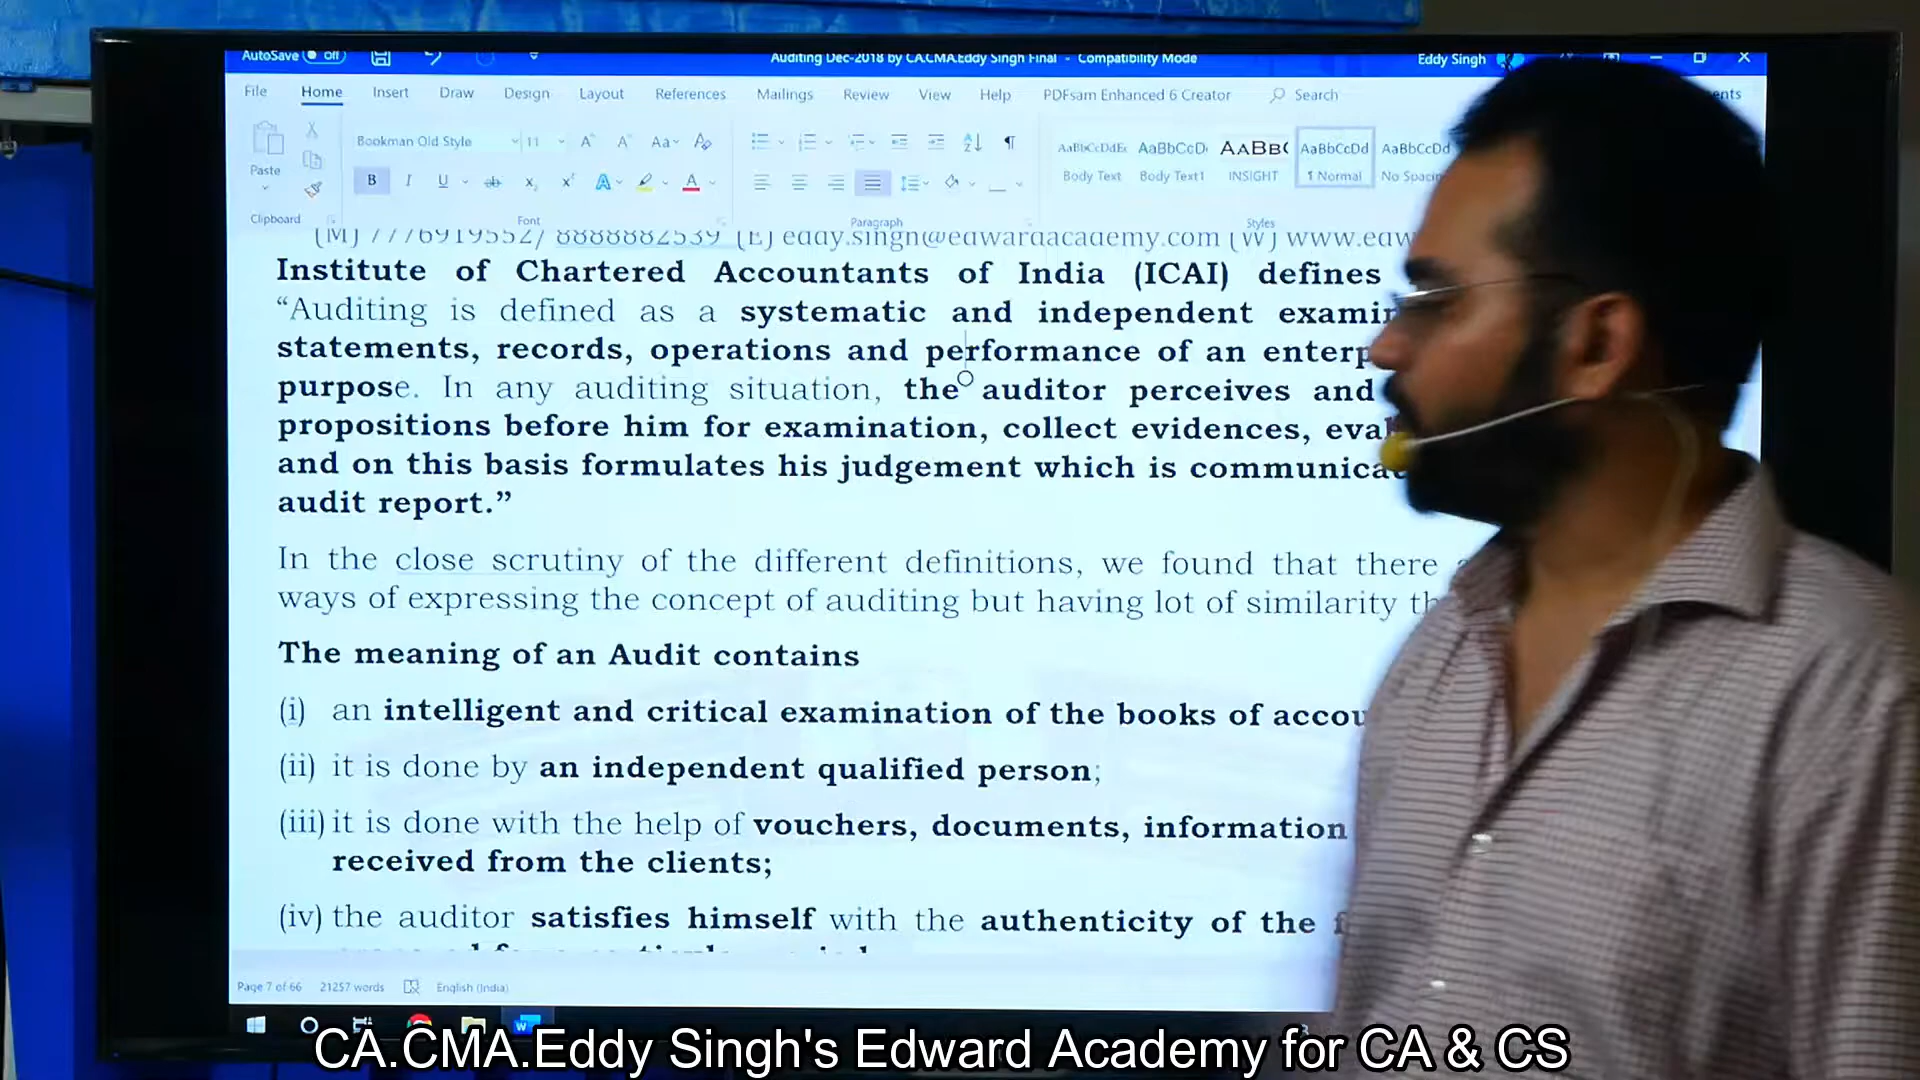 AutoSave Off Auditing Dec-2018 by CA.CMA.Eddy Singh Final - Compatibility Mode Eddy Singh
File Home Insert Draw Design Layout References Mailings Review View Help PDFsam Enhanced 6 Creator Search
Paste Bookman Old Style 11
Body Text Body Text1 INSIGHT 1 Normal
Clipboard Font Paragraph Styles
(M) 7776919552/ 8888882539 (E) eddy.singh@edwardacademy.com (W)
Institute of Chartered Accountants of India (ICAI) defines
“Auditing is defined as a systematic and independent
statements, records, operations and performance of an
purpose. In any auditing situation, the auditor perceives and
propositions before him for examination, collect evidences,
and on this basis formulates his judgement which is
audit report.”
In the close scrutiny of the different definitions, we found that there
ways of expressing the concept of auditing but having lot of similarity
The meaning of an Audit contains
(i) an intelligent and critical examination of the books of
(ii) it is done by an independent qualified person;
(iii) it is done with the help of vouchers, documents, information
received from the clients;
(iv) the auditor satisfies himself with the authenticity of the
Page 7 of 66 21257 words English (India)
CA.CMA.Eddy Singh's Edward Academy for CA & CS